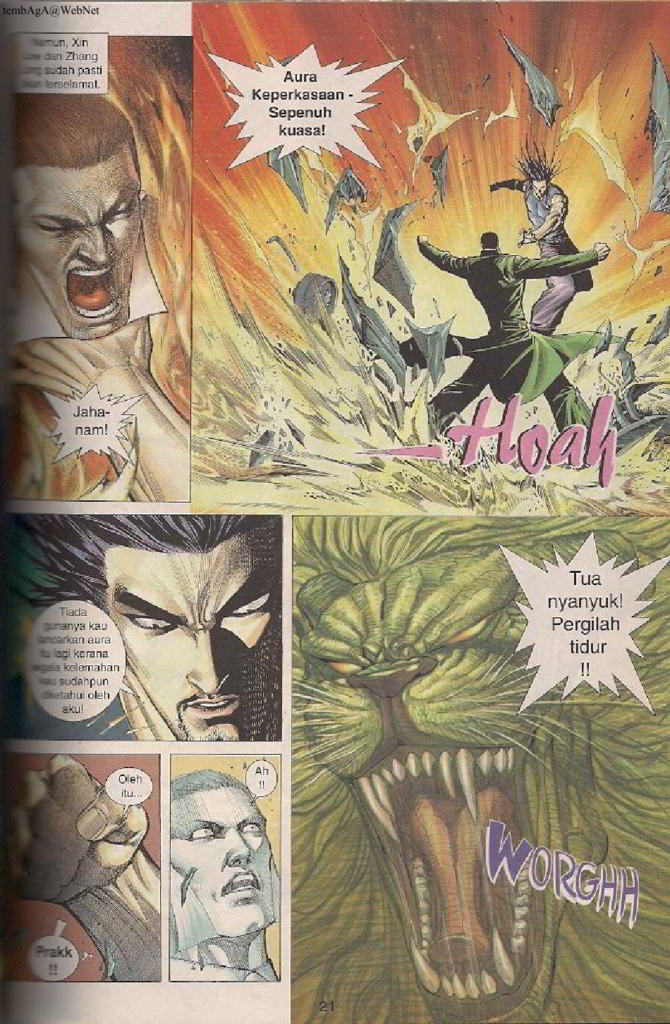 tembAgA@WebNet
Namun, Xin
dan Zhang
sudah pasti
terselamat.
Aura
Keperkasaan -
Sepenuh
kuasa!
Jaha-
nam!
Hoah
Tiada
gunanya kau
lancarkan aura
itu lagi kerana
segala kelemahan
kau sudahpun
diketahui oleh
aku!
Tua
nyanyuk!
Pergilah
tidur
!!
Oleh
itu...
Ah
!!
WORGHH
Prakk
!!
21